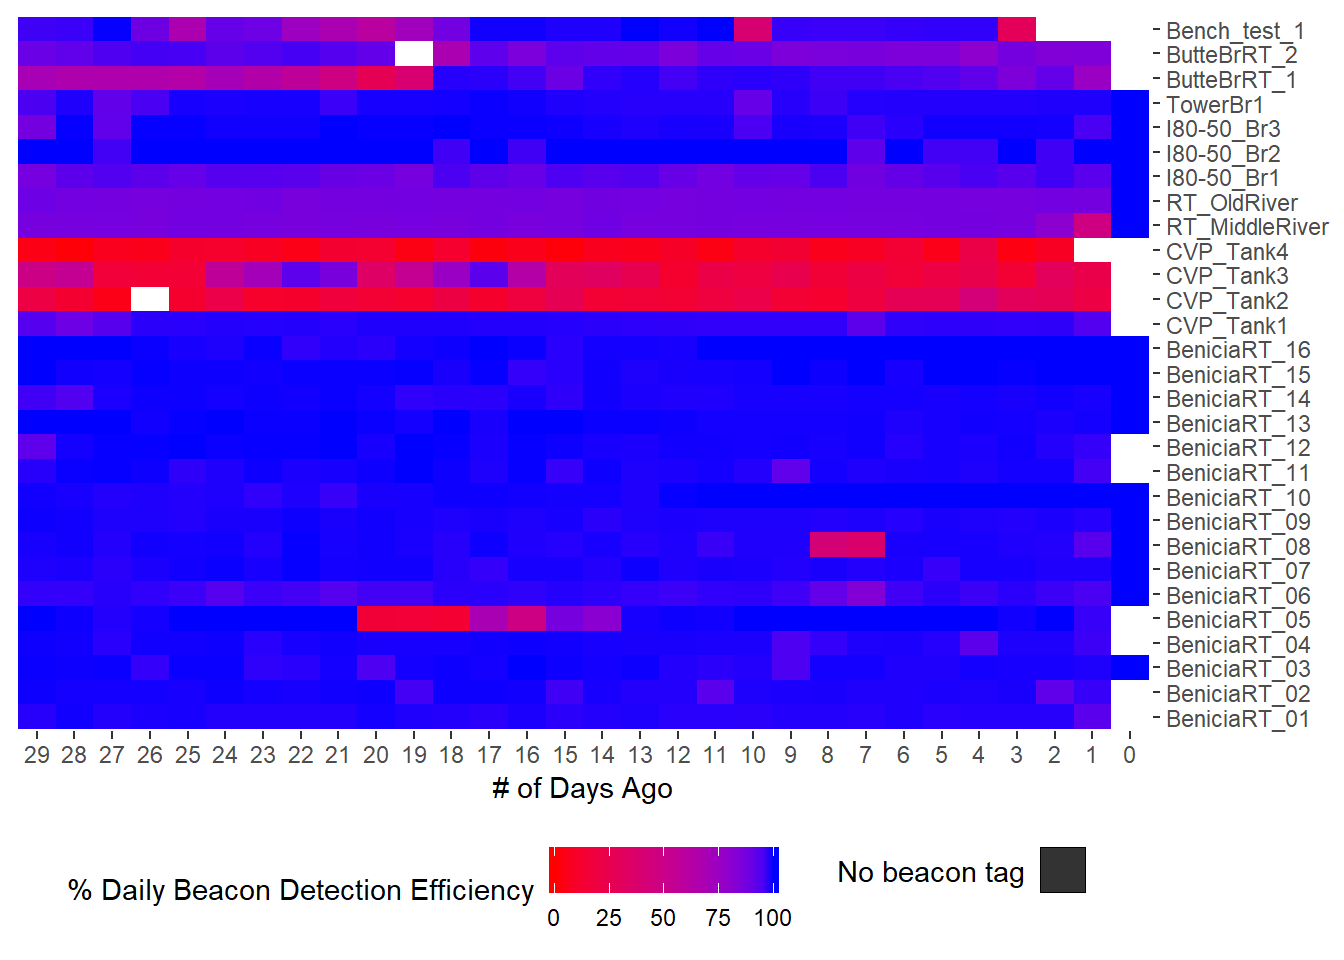 Bench_test_1
ButteBrRT_2
ButteBrRT_1
TowerBr1
I80-50_Br3
I80-50_Br2
I80-50_Br1
RT_OldRiver
RT_MiddleRiver
CVP_Tank4
CVP_Tank3
CVP_Tank2
CVP_Tank1
BeniciaRT_16
BeniciaRT_15
BeniciaRT_14
BeniciaRT_13
BeniciaRT_12
BeniciaRT_11
BeniciaRT_10
BeniciaRT_09
BeniciaRT_08
BeniciaRT_07
BeniciaRT_06
BeniciaRT_05
BeniciaRT_04
BeniciaRT_03
BeniciaRT_02
BeniciaRT_01
29 28 27 26 25 24 23 22 21 20 19 18 17 16 15 14 13 12 11 10 9 8 7 6 5 4 3 2 1 0
# of Days Ago
% Daily Beacon Detection Efficiency
0 25 50 75 100
No beacon tag